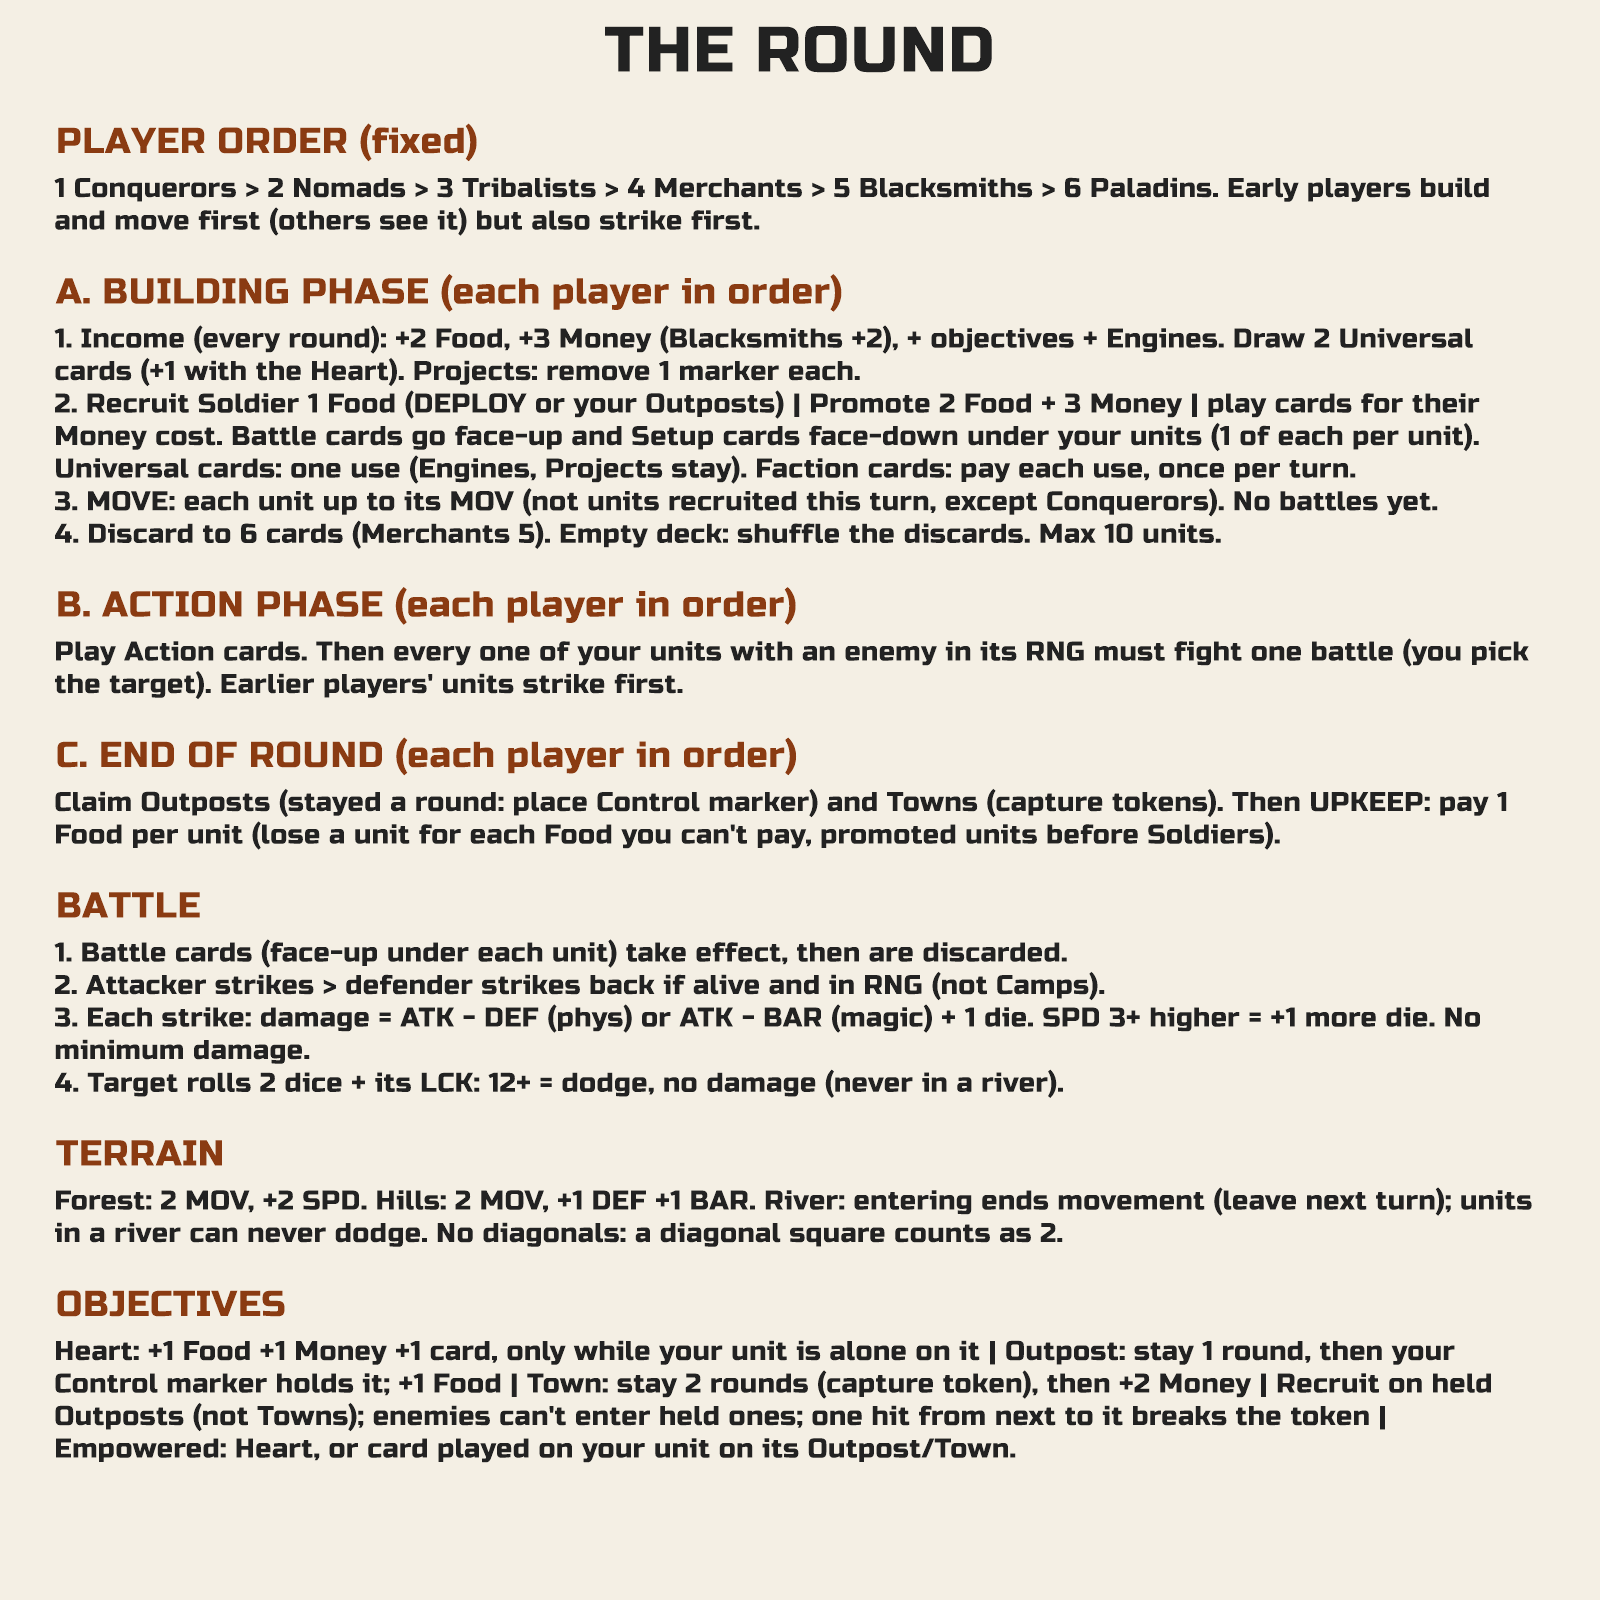 THE ROUND
PLAYER ORDER (fixed)
1 Conquerors > 2 Nomads > 3 Tribalists > 4 Merchants > 5 Blacksmiths > 6 Paladins. Early players build
and move first (others see it) but also strike first.
A. BUILDING PHASE (each player in order)
1. Income (every round): +2 Food, +3 Money (Blacksmiths +2), + objectives + Engines. Draw 2 Universal
cards (+1 with the Heart). Projects: remove 1 marker each.
2. Recruit Soldier 1 Food (DEPLOY or your Outposts) | Promote 2 Food + 3 Money | play cards for their
Money cost. Battle cards go face-up and Setup cards face-down under your units (1 of each per unit).
Universal cards: one use (Engines, Projects stay). Faction cards: pay each use, once per turn.
3. MOVE: each unit up to its MOV (not units recruited this turn, except Conquerors). No battles yet.
4. Discard to 6 cards (Merchants 5). Empty deck: shuffle the discards. Max 10 units.
B. ACTION PHASE (each player in order)
Play Action cards. Then every one of your units with an enemy in its RNG must fight one battle (you pick
the target). Earlier players' units strike first.
C. END OF ROUND (each player in order)
Claim Outposts (stayed a round: place Control marker) and Towns (capture tokens). Then UPKEEP: pay 1
Food per unit (lose a unit for each Food you can't pay, promoted units before Soldiers).
BATTLE
1. Battle cards (face-up under each unit) take effect, then are discarded.
2. Attacker strikes > defender strikes back if alive and in RNG (not Camps).
3. Each strike: damage = ATK - DEF (phys) or ATK - BAR (magic) + 1 die. SPD 3+ higher = +1 more die. No
minimum damage.
4. Target rolls 2 dice + its LCK: 12+ = dodge, no damage (never in a river).
TERRAIN
Forest: 2 MOV, +2 SPD. Hills: 2 MOV, +1 DEF +1 BAR. River: entering ends movement (leave next turn); units
in a river can never dodge. No diagonals: a diagonal square counts as 2.
OBJECTIVES
Heart: +1 Food +1 Money +1 card, only while your unit is alone on it | Outpost: stay 1 round, then your
Control marker holds it; +1 Food | Town: stay 2 rounds (capture token), then +2 Money | Recruit on held
Outposts (not Towns); enemies can't enter held ones; one hit from next to it breaks the token |
Empowered: Heart, or card played on your unit on its Outpost/Town.